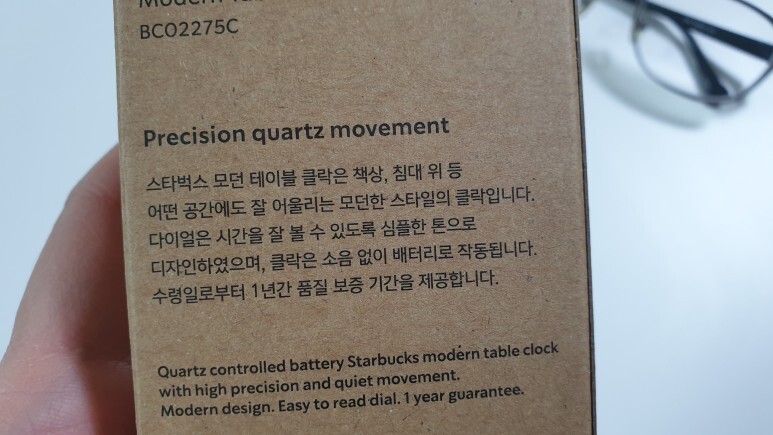 Modern
BC02275C
Precision quartz movement
스타벅스 모던 테이블 클락은 책상, 침대 위 등
어떤 공간에도 잘 어울리는 모던한 스타일의 클락입니다.
다이얼은 시간을 잘 볼 수 있도록 심플한 톤으로
디자인하였으며, 클락은 소음 없이 배터리로 작동됩니다.
수령일로부터 1년간 품질 보증 기간을 제공합니다.
Quartz controlled battery Starbucks modern table clock
with high precision and quiet movement.
Modern design. Easy to read dial. 1 year guarantee.